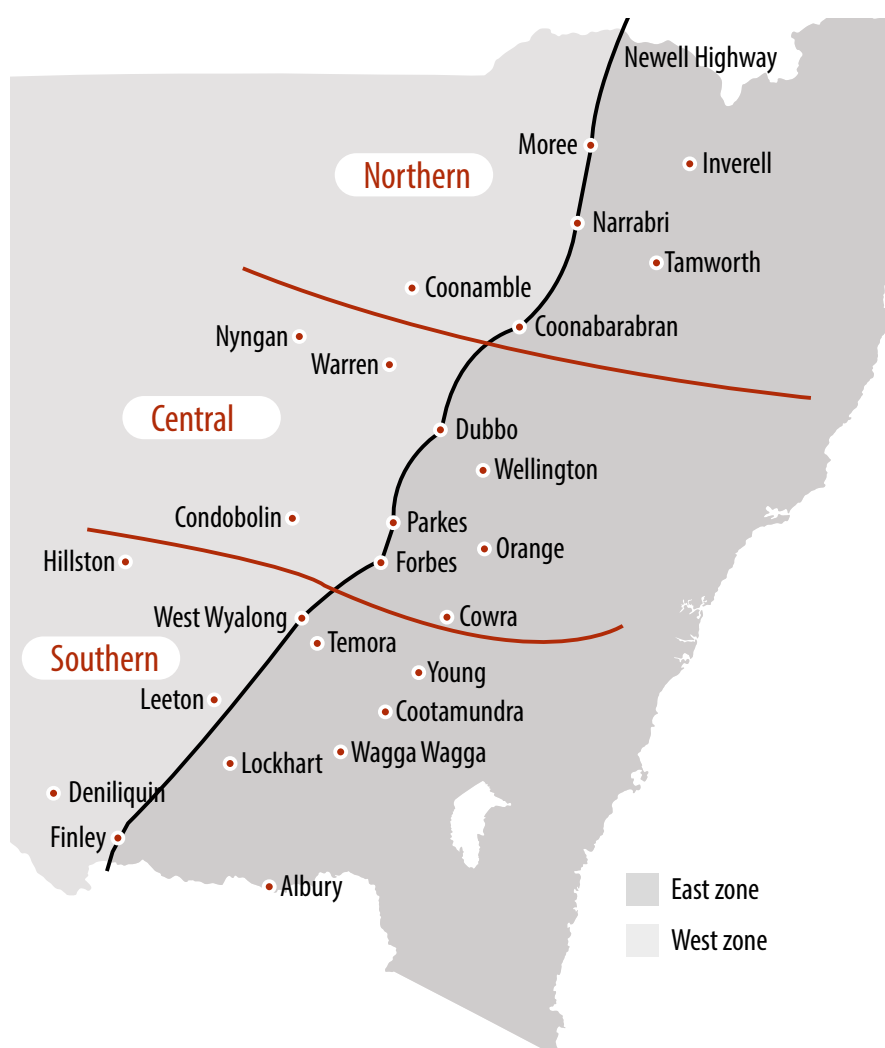 Newell Highway
Moree
Inverell
Northern
Narrabri
Tamworth
Coonamble
Coonabarabran
Nyngan
Warren
Central
Dubbo
Wellington
Condobolin
Parkes
Orange
Hillston
Forbes
West Wyalong
Cowra
Temora
Southern
Young
Leeton
Cootamundra
Wagga Wagga
Lockhart
Deniliquin
Finley
Albury
East zone
West zone